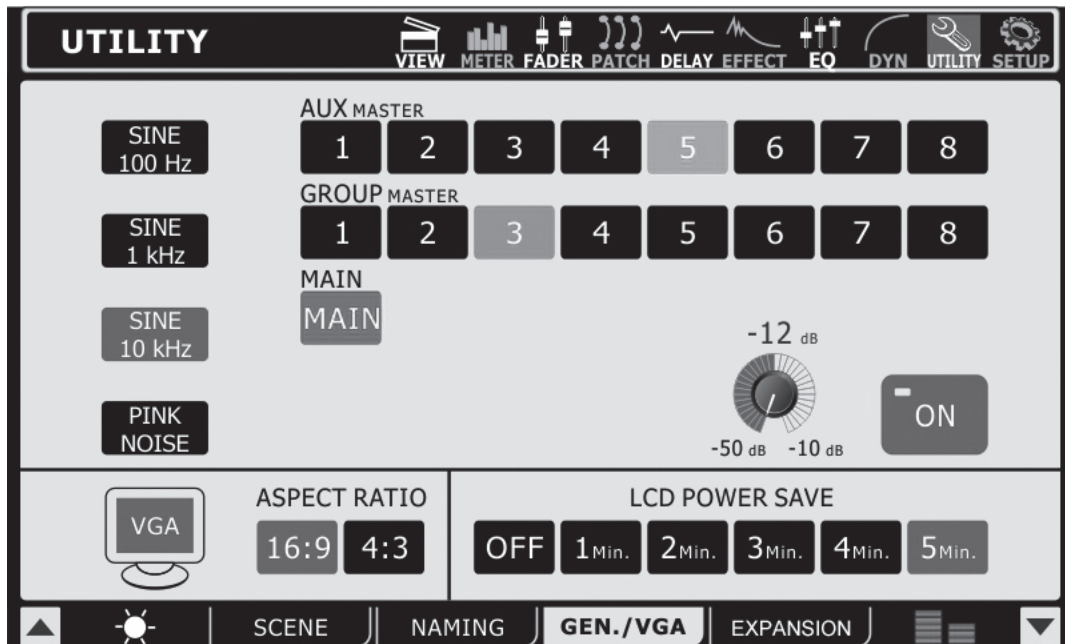 UTILITY
VIEW METER FADER PATCH DELAY EFFECT EQ DYN UTILITY SETUP
AUX MASTER
SINE 100 Hz
1 2 3 4 5 6 7 8
GROUP MASTER
SINE 1 kHz
1 2 3 4 5 6 7 8
MAIN
SINE 10 kHz
MAIN
-12 dB
PINK NOISE
ON
-50 dB -10 dB
ASPECT RATIO
LCD POWER SAVE
VGA
16:9 4:3
OFF 1Min. 2Min. 3Min. 4Min. 5Min.
SCENE NAMING GEN./VGA EXPANSION